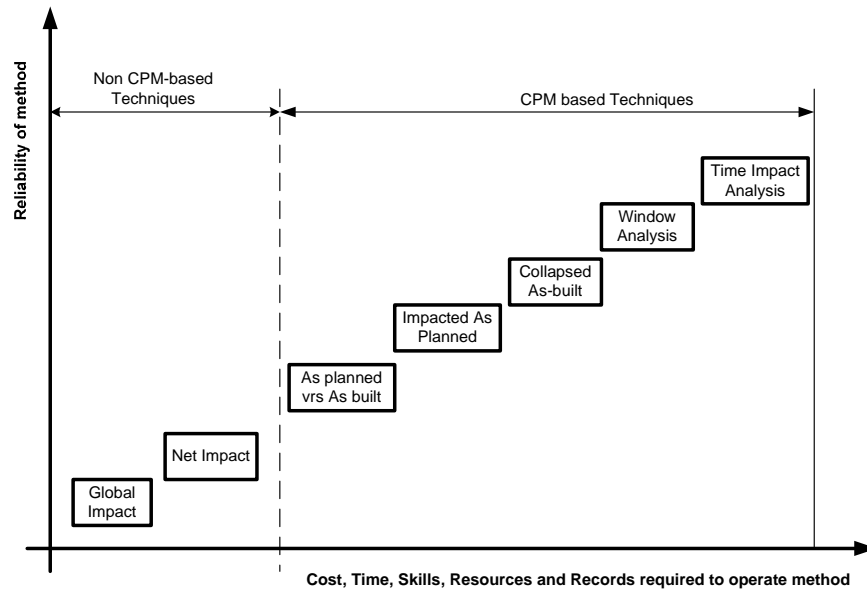 Reliability of method
Non CPM-based
Techniques
CPM based Techniques
Time Impact
Analysis
Window
Analysis
Collapsed
As-built
Impacted As
Planned
As planned
vrs As built
Net Impact
Global
Impact
Cost, Time, Skills, Resources and Records required to operate method